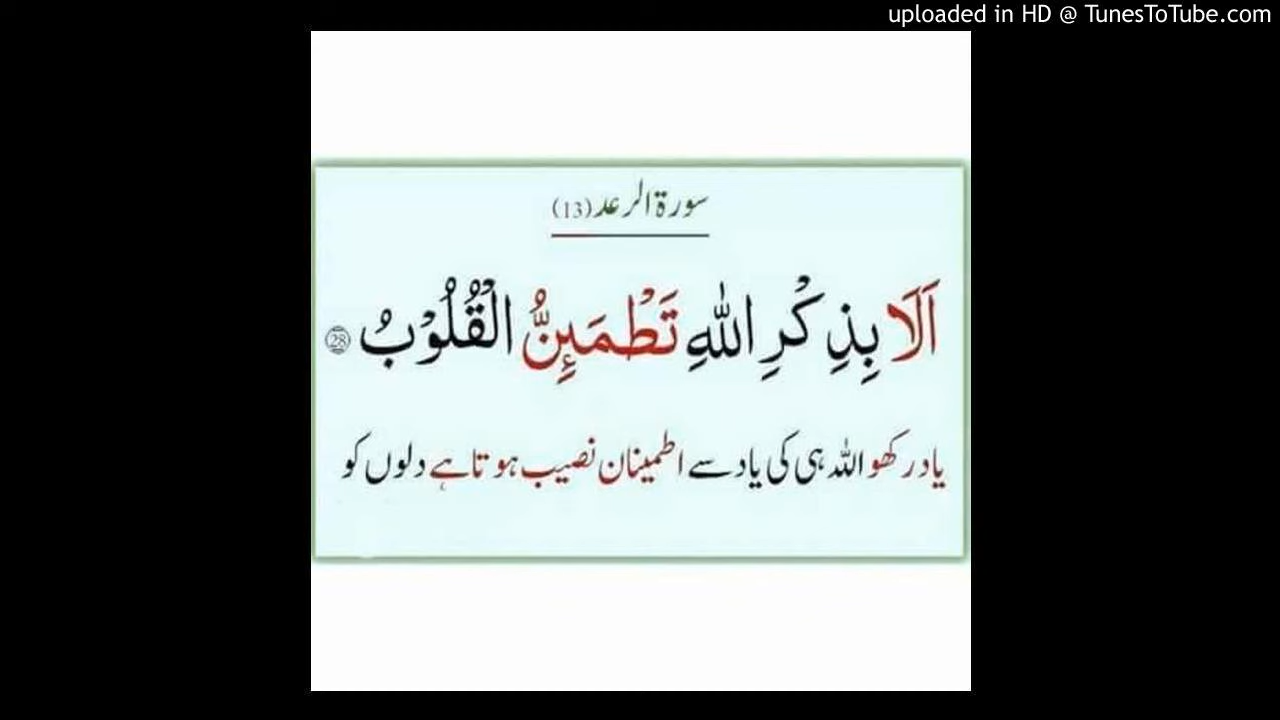 uploaded in HD @ TunesToTube.com
سورة الرعد (13)
اَلَا بِذِكْرِ اللّٰهِ تَطْمَىِٕنُّ الْقُلُوْبُ ﴿28﴾
یاد رکھو اللہ ہی کی یاد سے اطمینان نصیب ہوتا ہے دلوں کو